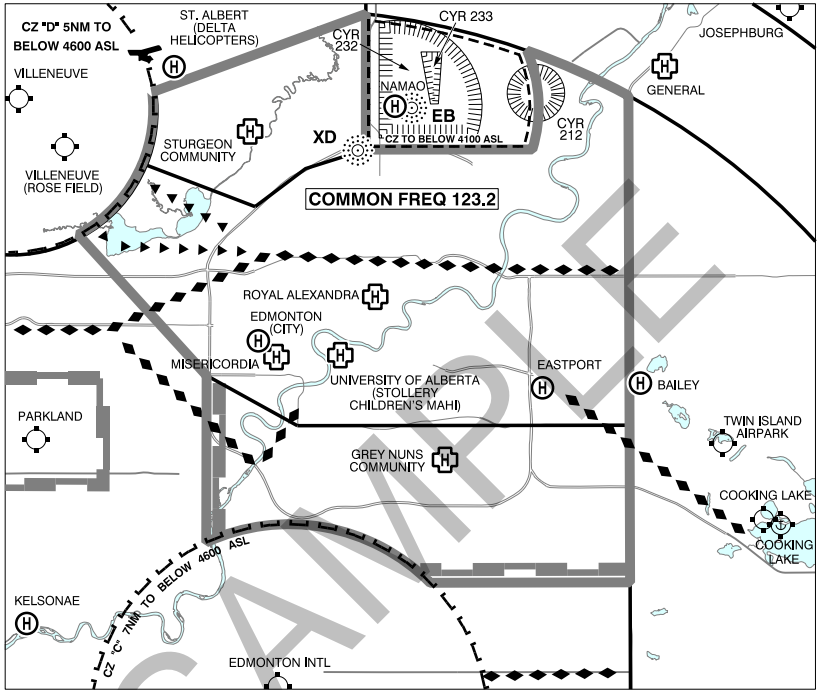 CZ "D" 5NM TO
BELOW 4600 ASL
ST. ALBERT
(DELTA
HELICOPTERS)
CYR
232
CYR 233
JOSEPHBURG
VILLENEUVE
H
H
GENERAL
NAMAO
H
EB
CYR
212
STURGEON
COMMUNITY
H
XD
CZ TO BELOW 4100 ASL
VILLENEUVE
(ROSE FIELD)
COMMON FREQ 123.2
ROYAL ALEXANDRA
H
EDMONTON
(CITY)
H
MISERICORDIA
H
H
UNIVERSITY OF ALBERTA
(STOLLERY
CHILDREN'S MAHI)
EASTPORT
H
H
BAILEY
PARKLAND
TWIN ISLAND
AIRPARK
GREY NUNS
COMMUNITY
H
COOKING LAKE
COOKING
LAKE
KELSONAE
H
CZ "C" 7NM TO BELOW 4600 ASL
EDMONTON INTL
SAMPLE